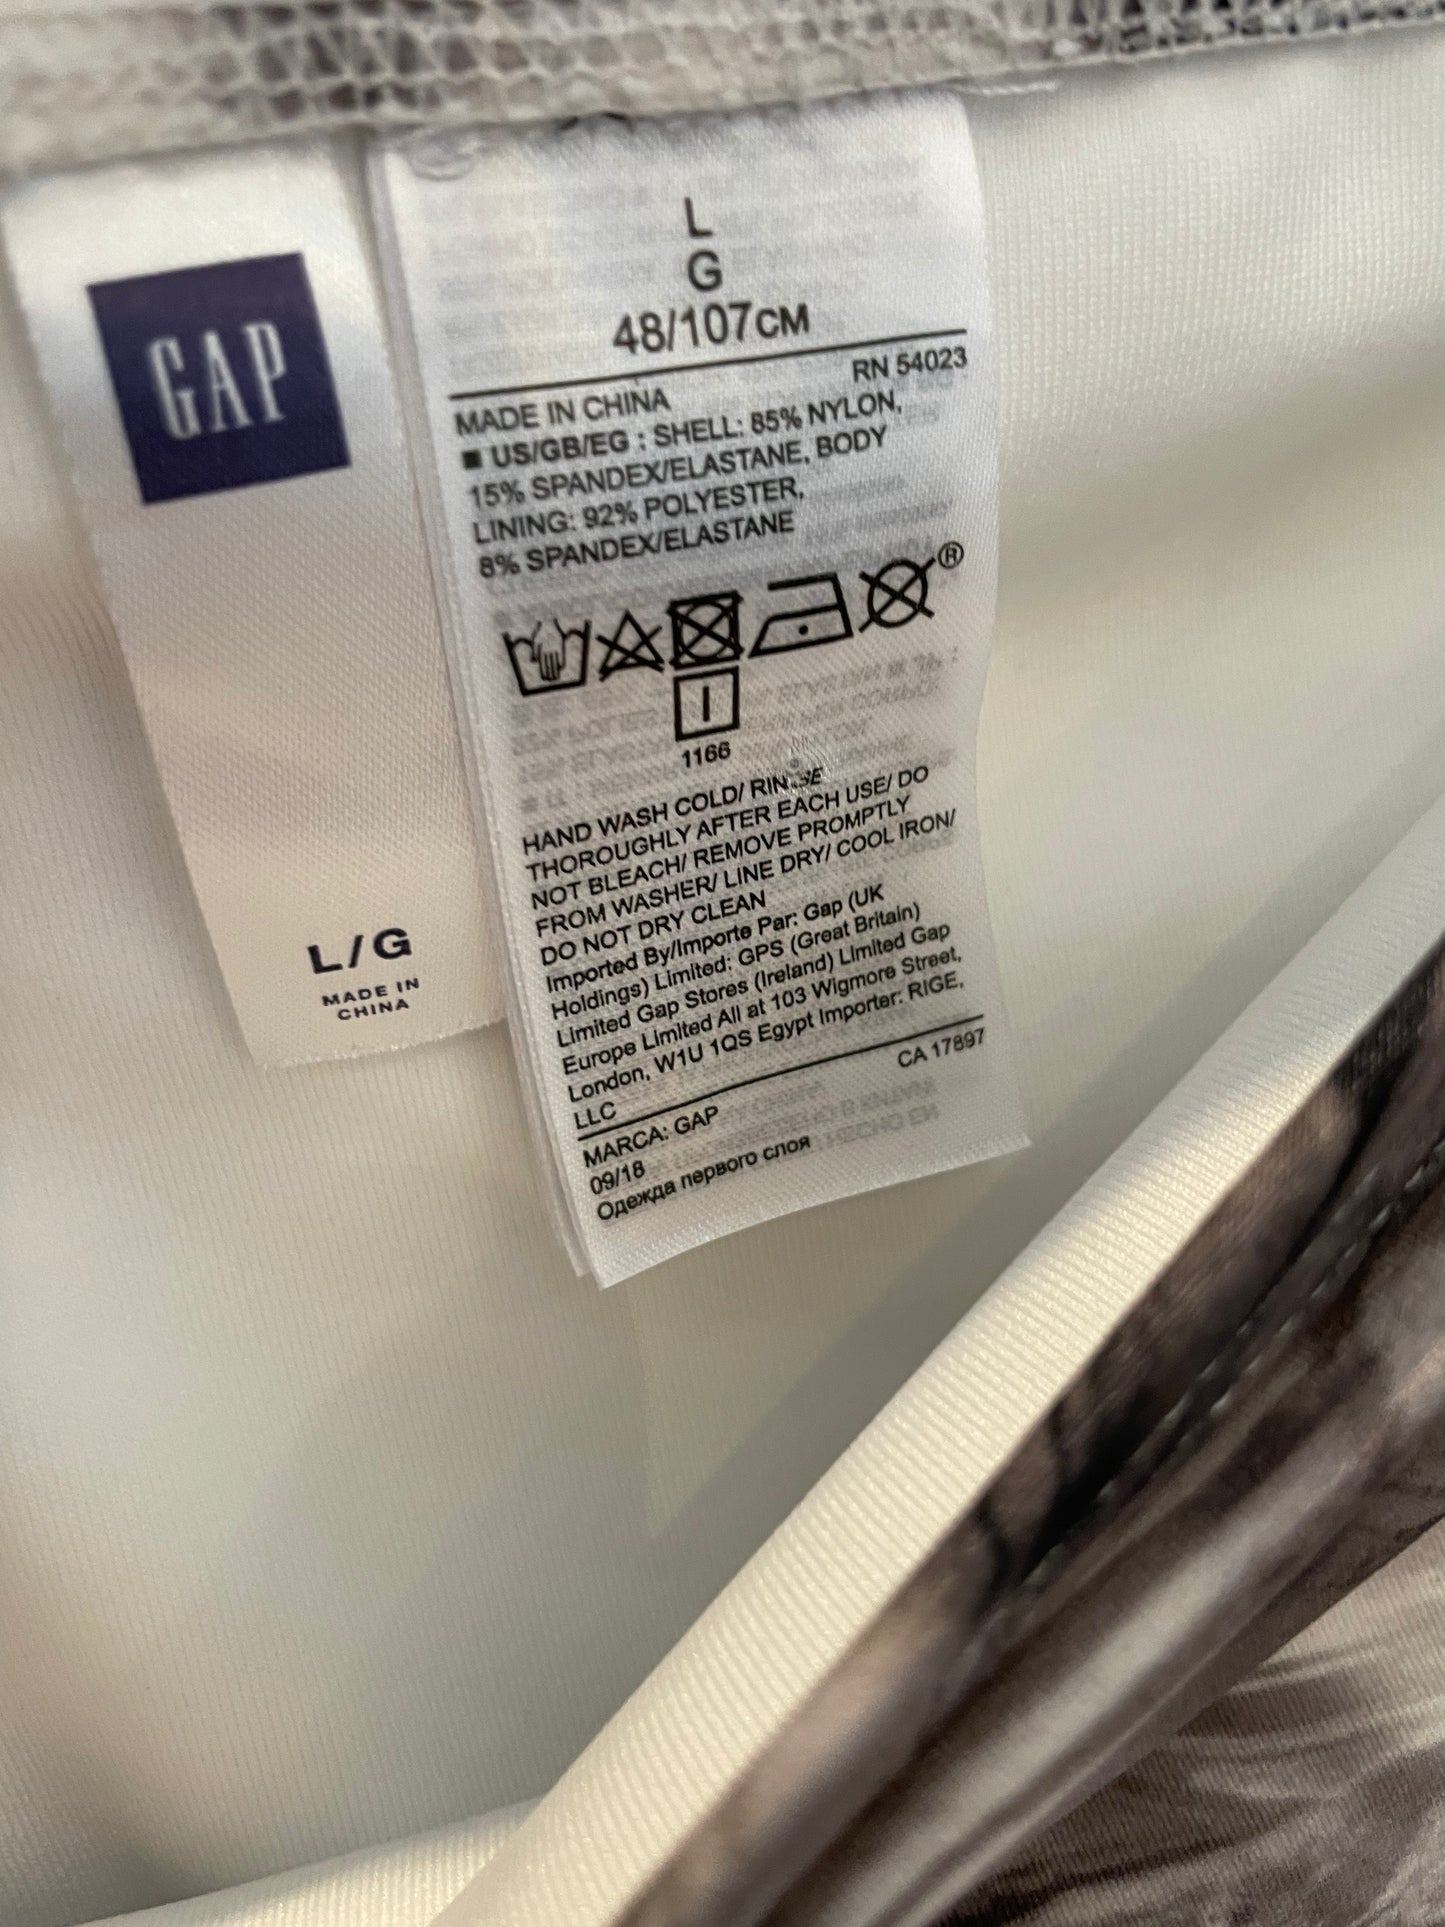 GAP
L/G
MADE IN
CHINA
L
G
48/107CM
RN 54023
MADE IN CHINA
■ US/GB/EG : SHELL: 85% NYLON,
15% SPANDEX/ELASTANE, BODY
LINING: 92% POLYESTER,
8% SPANDEX/ELASTANE
®
1166
HAND WASH COLD/ RINSE
THOROUGHLY AFTER EACH USE/ DO
NOT BLEACH/ REMOVE PROMPTLY
FROM WASHER/ LINE DRY/ COOL IRON/
DO NOT DRY CLEAN
Imported By/Importe Par: Gap (UK
Holdings) Limited: GPS (Great Britain)
Limited Gap Stores (Ireland) Limited Gap
Europe Limited All at 103 Wigmore Street,
London, W1U 1QS Egypt Importer: RIGE,
LLC
CA 17897
MARCA: GAP
09/18
Одежда первого слоя